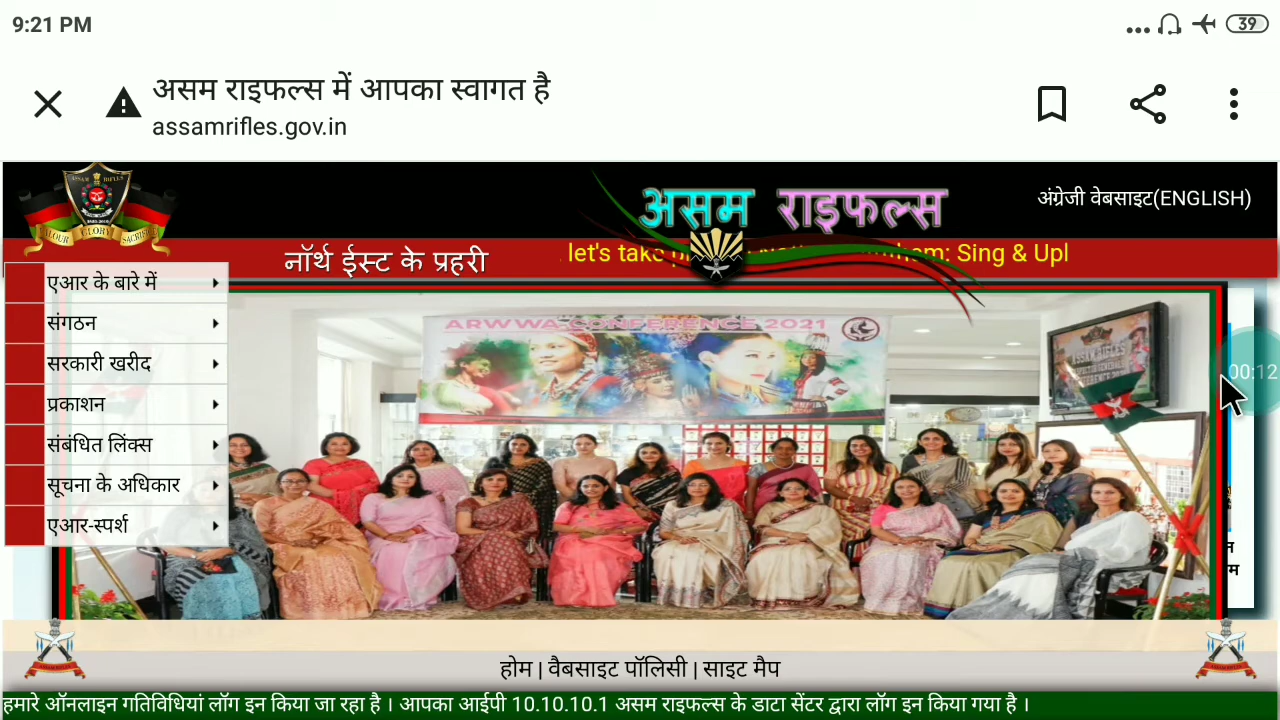 9:21 PM
39
असम राइफल्स में आपका स्वागत है
assamrifles.gov.in
असम राइफल्स
अंग्रेजी वेबसाइट(ENGLISH)
नॉर्थ ईस्ट के प्रहरी
let's take
Sing & Upl
एआर के बारे में
संगठन
सरकारी खरीद
प्रकाशन
संबंधित लिंक्स
सूचना के अधिकार
एआर-स्पर्श
ARWWA CONFERENCE 2021
00:12
होम | वैबसाइट पॉलिसी | साइट मैप
हमारे ऑनलाइन गतिविधियां लॉग इन किया जा रहा है । आपका आईपी 10.10.10.1 असम राइफल्स के डाटा सेंटर द्वारा लॉग इन किया गया है ।